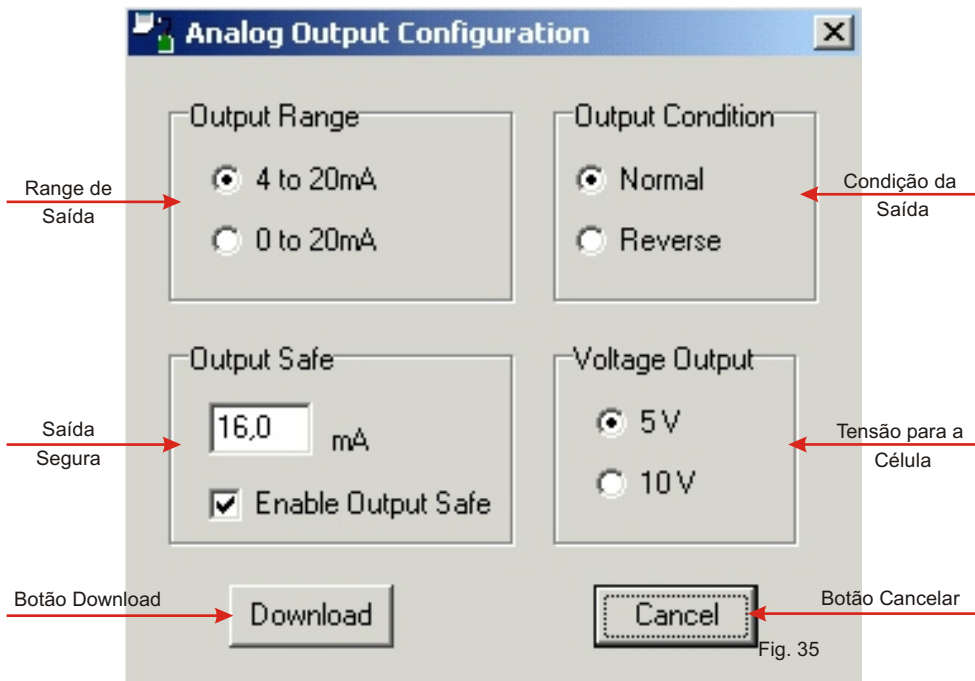 Analog Output Configuration
Output Range
4 to 20mA
0 to 20mA
Output Condition
Normal
Reverse
Range de
Saída
Condição da
Saída
Output Safe
16,0 mA
Enable Output Safe
Voltage Output
5 V
10 V
Saída
Segura
Tensão para a
Célula
Botão Download
Download
Cancel
Botão Cancelar
Fig. 35